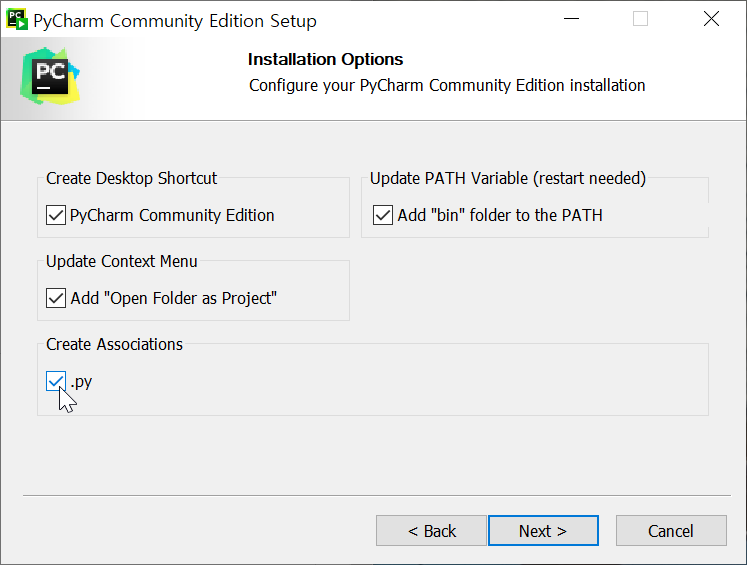 PC
PyCharm Community Edition Setup
PC
Installation Options
Configure your PyCharm Community Edition installation
Create Desktop Shortcut
PyCharm Community Edition
Update PATH Variable (restart needed)
Add "bin" folder to the PATH
Update Context Menu
Add "Open Folder as Project"
Create Associations
.py
< Back
Next >
Cancel